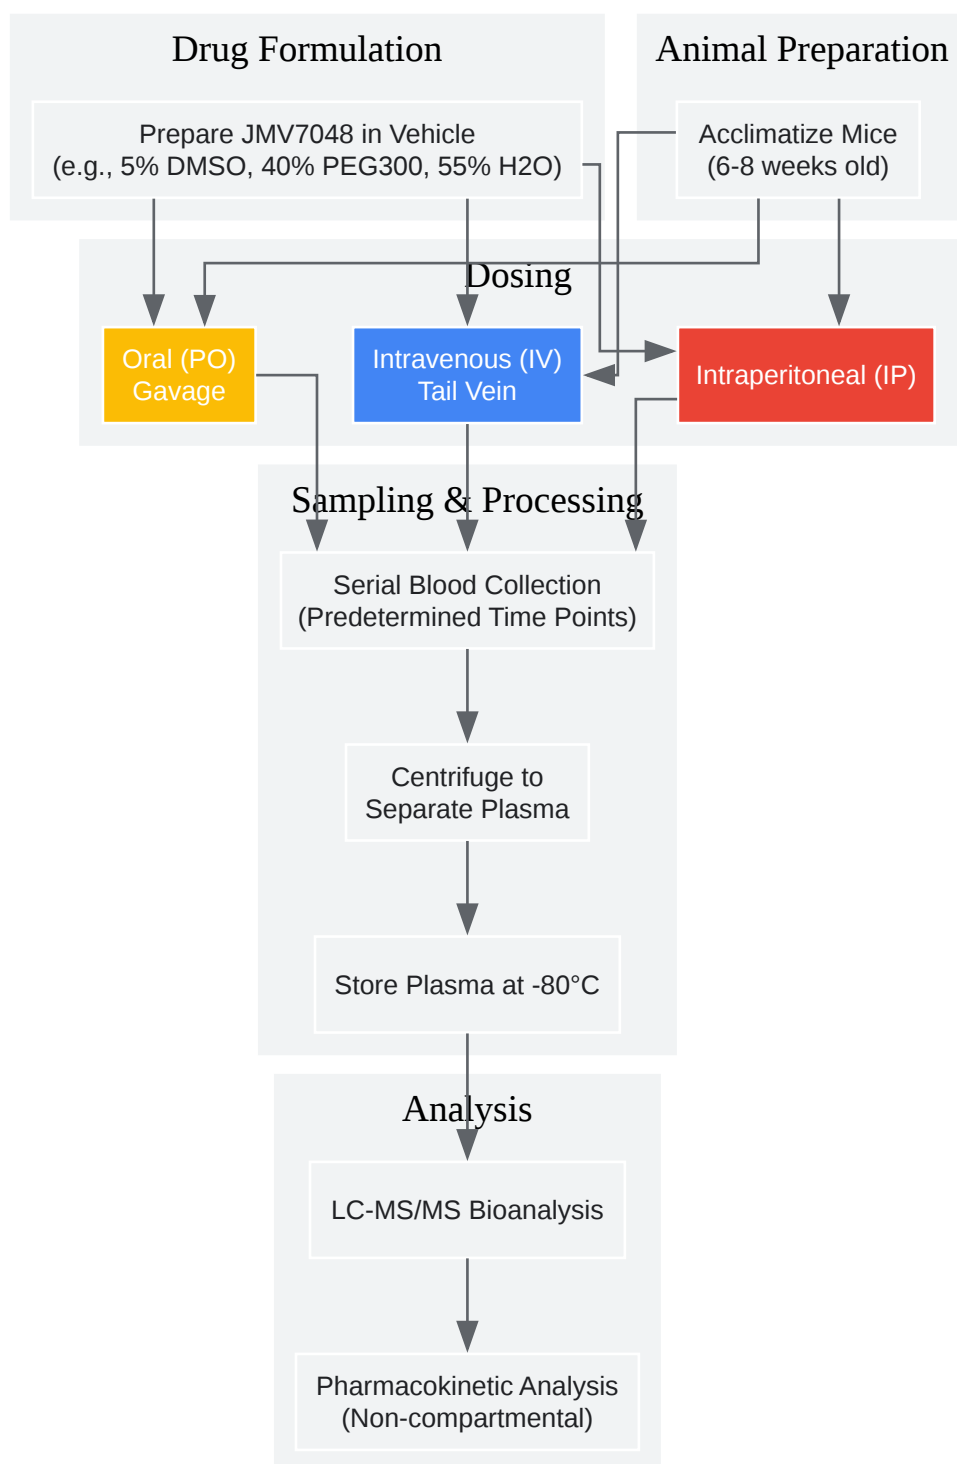 Drug Formulation
Animal Preparation
Prepare JMV7048 in Vehicle
(e.g., 5% DMSO, 40% PEG300, 55% H2O)
Acclimatize Mice
(6-8 weeks old)
Dosing
Oral (PO)
Gavage
Intravenous (IV)
Tail Vein
Intraperitoneal (IP)
Sampling & Processing
Serial Blood Collection
(Predetermined Time Points)
Centrifuge to
Separate Plasma
Store Plasma at -80°C
Analysis
LC-MS/MS Bioanalysis
Pharmacokinetic Analysis
(Non-compartmental)